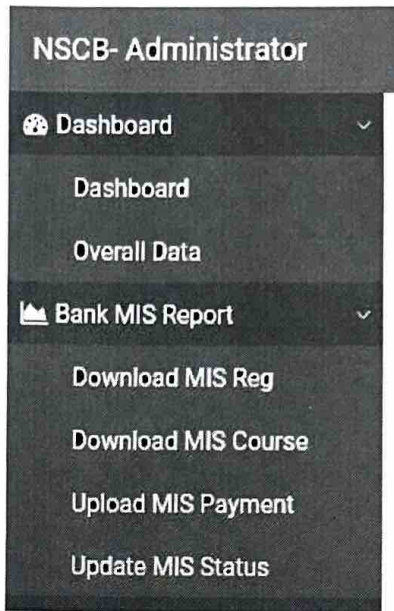 NSCB- Administrator
Dashboard
Dashboard
Overall Data
Bank MIS Report
Download MIS Reg
Download MIS Course
Upload MIS Payment
Update MIS Status